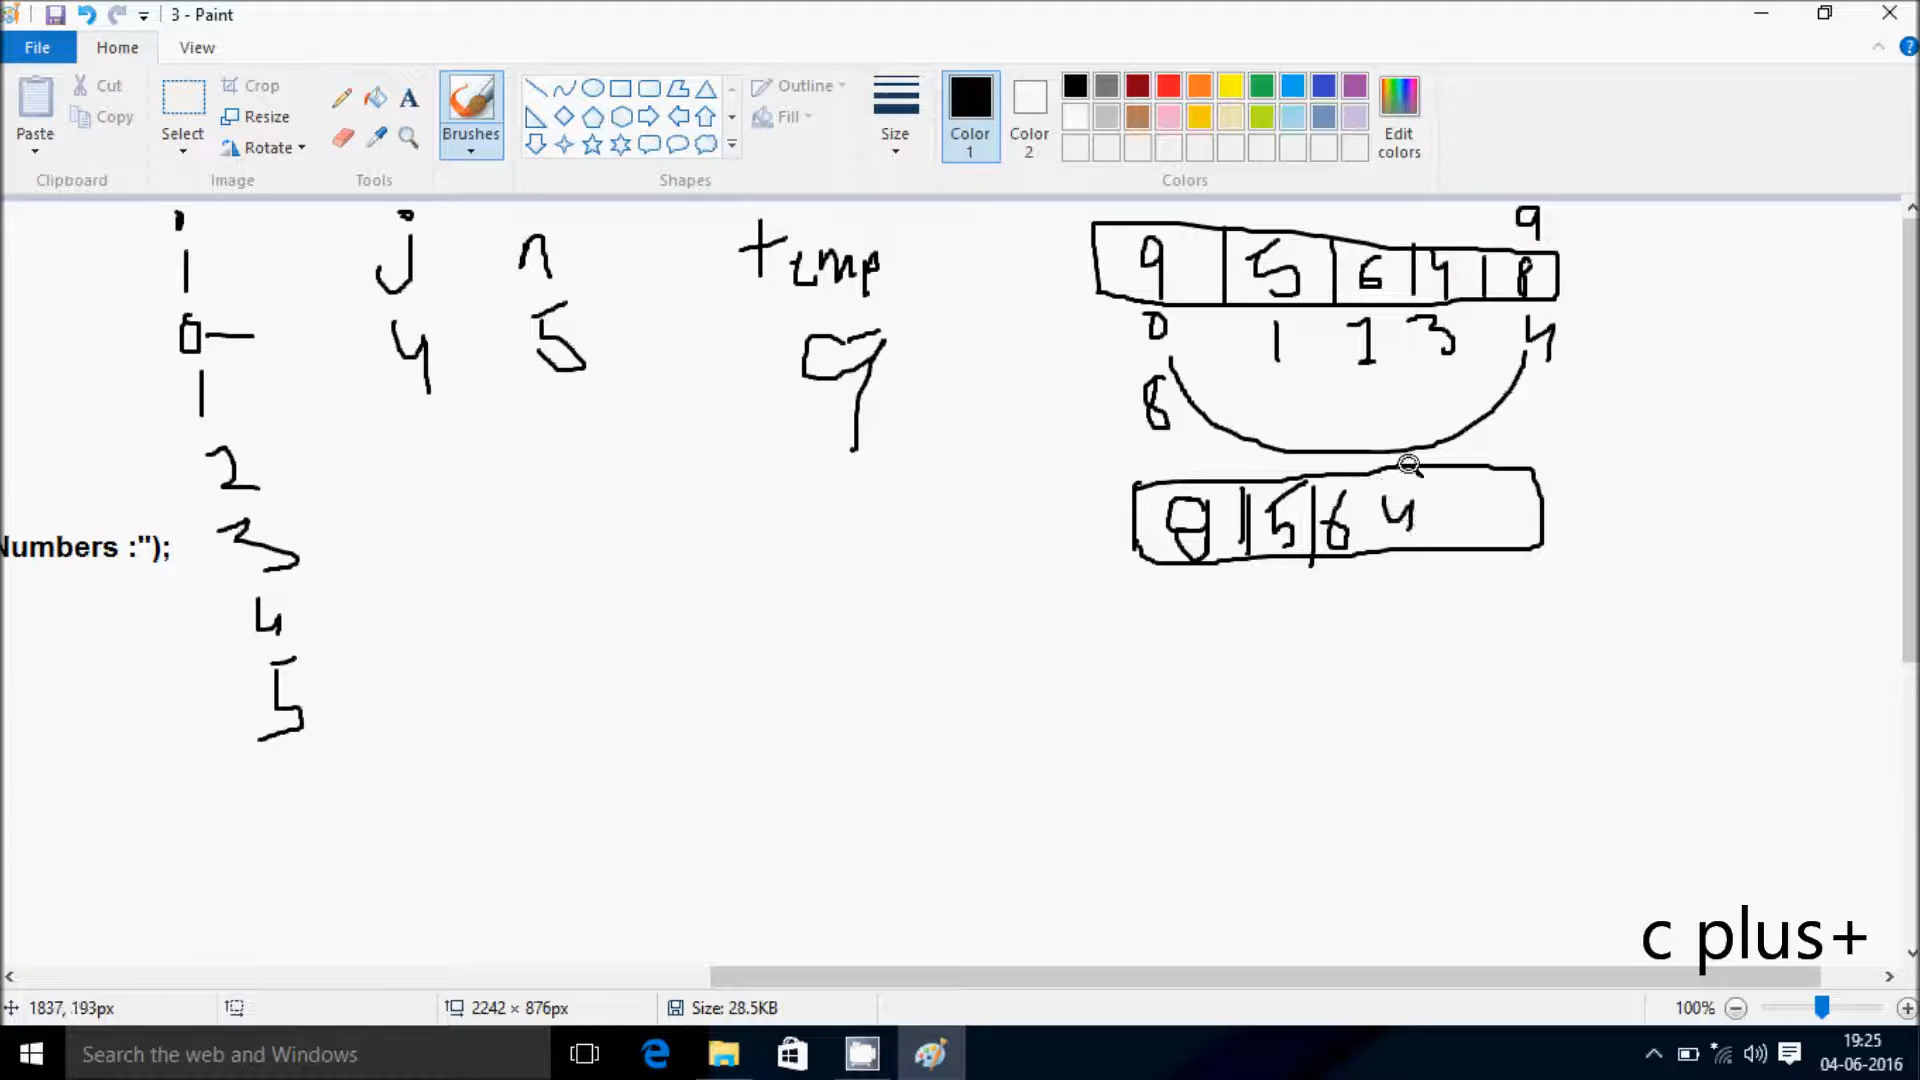 3 - Paint
File Home View
Paste
Cut
Copy
Clipboard
Select
Crop
Resize
Rotate
Image
Tools
Brushes
Shapes
Outline
Fill
Size
Color 1
Color 2
Edit colors
Colors
i j n temp
1
0 4 5 9
1
2
3
4
5
9
9 5 6 4 8
0 1 2 3 4
8
8 5 6 4
Numbers :");
c plus+
1837, 193px
2242 × 876px
Size: 28.5KB
100%
Search the web and Windows
19:25
04-06-2016